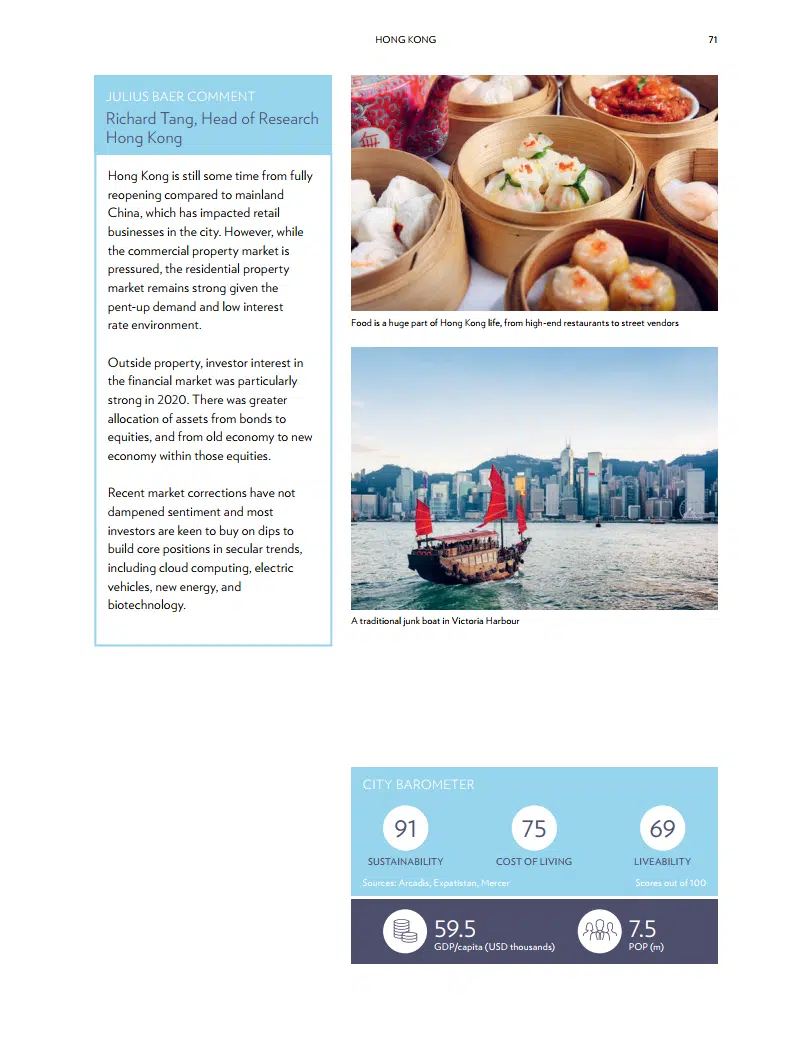 HONG KONG
71
JULIUS BAER COMMENT
Richard Tang, Head of Research
Hong Kong
Hong Kong is still some time from fully
reopening compared to mainland
China, which has impacted retail
businesses in the city. However, while
the commercial property market is
pressured, the residential property
market remains strong given the
pent-up demand and low interest
rate environment.
Outside property, investor interest in
the financial market was particularly
strong in 2020. There was greater
allocation of assets from bonds to
equities, and from old economy to new
economy within those equities.
Recent market corrections have not
dampened sentiment and most
investors are keen to buy on dips to
build core positions in secular trends,
including cloud computing, electric
vehicles, new energy, and
biotechnology.
無
Food is a huge part of Hong Kong life, from high-end restaurants to street vendors
A traditional junk boat in Victoria Harbour
CITY BAROMETER
91
75
69
SUSTAINABILITY
COST OF LIVING
LIVEABILITY
Sources: Arcadis, Expatistan, Mercer
Scores out of 100
59.5
GDP/capita (USD thousands)
7.5
POP (m)